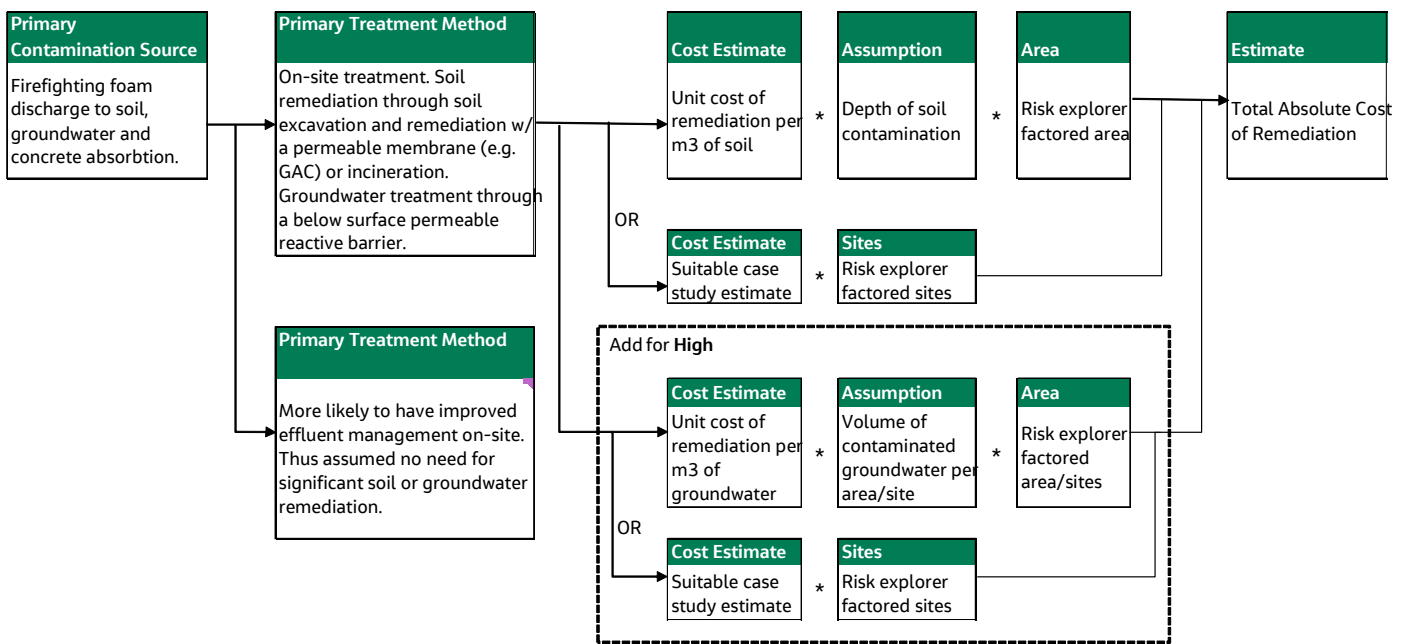 Primary
Contamination Source
Firefighting foam
discharge to soil,
groundwater and
concrete absorbtion.
Primary Treatment Method
On-site treatment. Soil
remediation through soil
excavation and remediation w/
a permeable membrane (e.g.
GAC) or incineration.
Groundwater treatment through
a below surface permeable
reactive barrier.
Cost Estimate
Unit cost of
remediation per
m3 of soil
*
Assumption
Depth of soil
contamination
*
Area
Risk explorer
factored area
Estimate
Total Absolute Cost
of Remediation
OR
Cost Estimate
Suitable case
study estimate
*
Sites
Risk explorer
factored sites
Primary Treatment Method
More likely to have improved
effluent management on-site.
Thus assumed no need for
significant soil or groundwater
remediation.
Add for High
Cost Estimate
Unit cost of
remediation per
m3 of
groundwater
*
Assumption
Volume of
contaminated
groundwater per
area/site
*
Area
Risk explorer
factored
area/sites
OR
Cost Estimate
Suitable case
study estimate
*
Sites
Risk explorer
factored sites